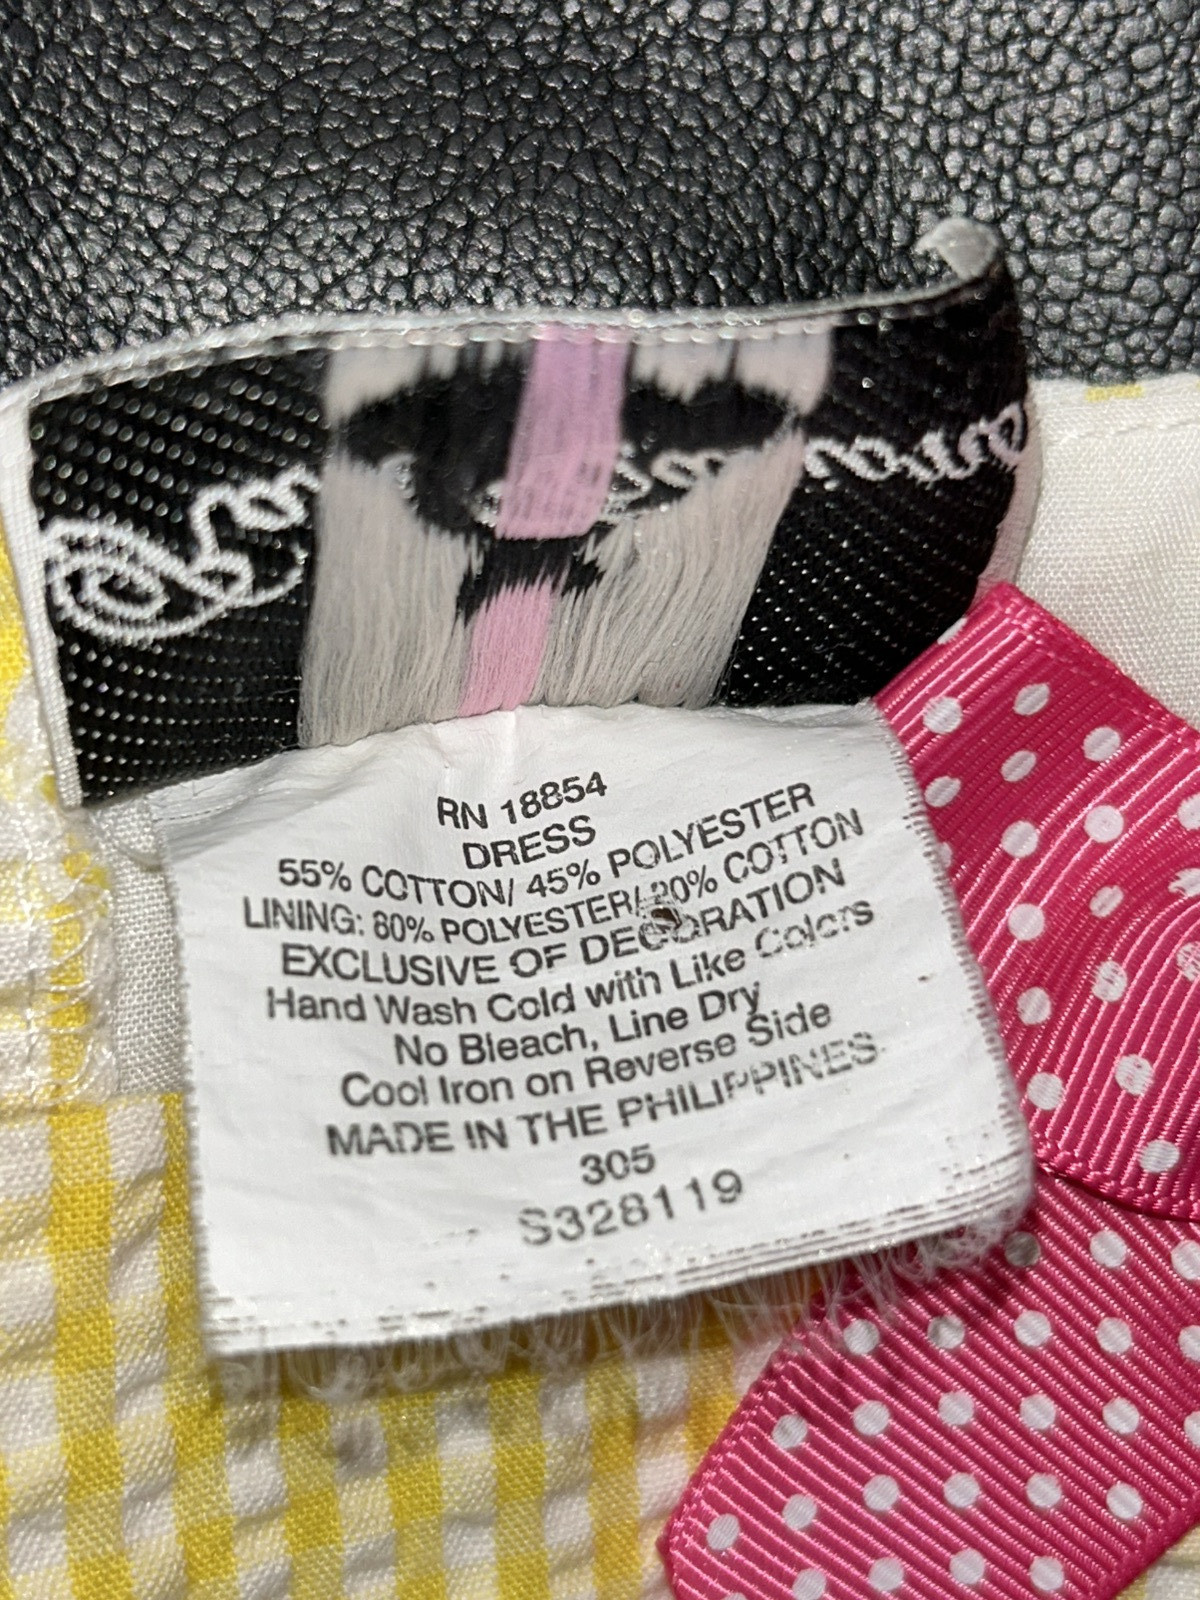 RN 18854
DRESS
55% COTTON/ 45% POLYESTER
LINING: 80% POLYESTER/ 20% COTTON
EXCLUSIVE OF DECORATION
Hand Wash Cold with Like Colors
No Bleach, Line Dry
Cool Iron on Reverse Side
MADE IN THE PHILIPPINES
305
S328119